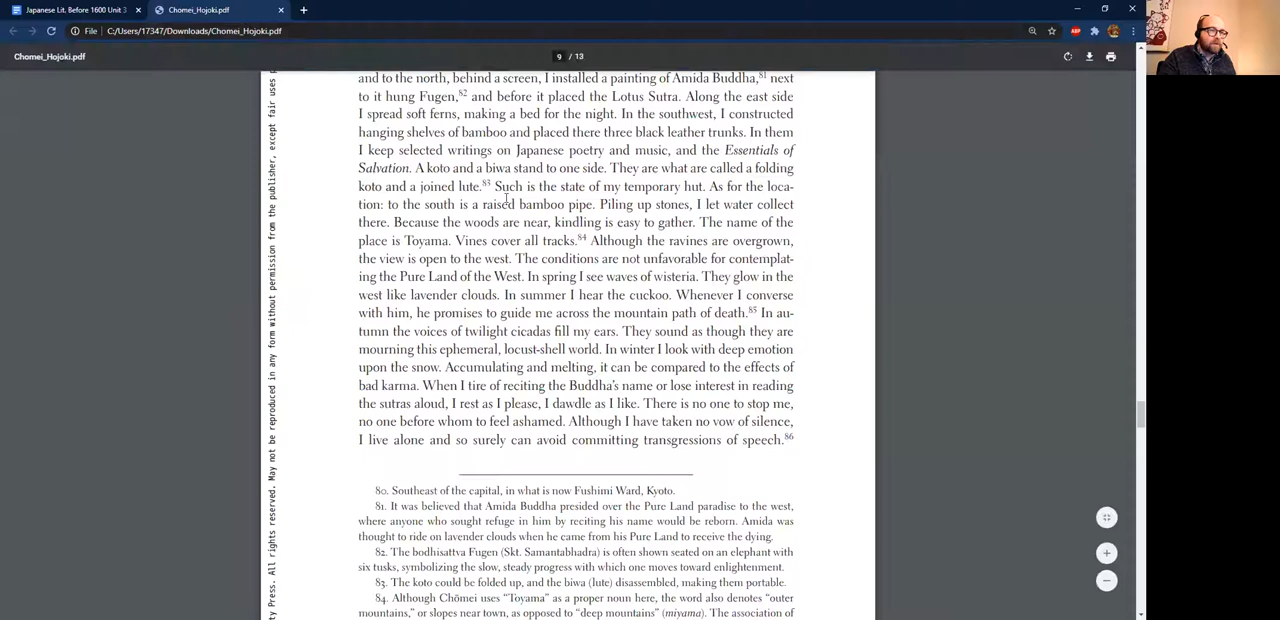 Japanese Lit. Before 1600 Unit 3
Chomei_Hojoki.pdf
File
C:/Users/17347/Downloads/Chomei_Hojoki.pdf
ABP
Chomei_Hojoki.pdf
9 / 13
and to the north, behind a screen, I installed a painting of Amida Buddha,81 next
to it hung Fugen,82 and before it placed the Lotus Sutra. Along the east side
I spread soft ferns, making a bed for the night. In the southwest, I constructed
hanging shelves of bamboo and placed there three black leather trunks. In them
I keep selected writings on Japanese poetry and music, and the Essentials of
Salvation. A koto and a biwa stand to one side. They are what are called a folding
koto and a joined lute.83 Such is the state of my temporary hut. As for the loca-
tion: to the south is a raised bamboo pipe. Piling up stones, I let water collect
there. Because the woods are near, kindling is easy to gather. The name of the
place is Toyama. Vines cover all tracks.84 Although the ravines are overgrown,
the view is open to the west. The conditions are not unfavorable for contemplat-
ing the Pure Land of the West. In spring I see waves of wisteria. They glow in the
west like lavender clouds. In summer I hear the cuckoo. Whenever I converse
with him, he promises to guide me across the mountain path of death.85 In au-
tumn the voices of twilight cicadas fill my ears. They sound as though they are
mourning this ephemeral, locust-shell world. In winter I look with deep emotion
upon the snow. Accumulating and melting, it can be compared to the effects of
bad karma. When I tire of reciting the Buddha's name or lose interest in reading
the sutras aloud, I rest as I please, I dawdle as I like. There is no one to stop me,
no one before whom to feel ashamed. Although I have taken no vow of silence,
I live alone and so surely can avoid committing transgressions of speech.86
80. Southeast of the capital, in what is now Fushimi Ward, Kyoto.
81. It was believed that Amida Buddha presided over the Pure Land paradise to the west,
where anyone who sought refuge in him by reciting his name would be reborn. Amida was
thought to ride on lavender clouds when he came from his Pure Land to receive the dying.
82. The bodhisattva Fugen (Skt. Samantabhadra) is often shown seated on an elephant with
six tusks, symbolizing the slow, steady progress with which one moves toward enlightenment.
83. The koto could be folded up, and the biwa (lute) disassembled, making them portable.
84. Although Chōmei uses "Toyama" as a proper noun here, the word also denotes "outer
mountains," or slopes near town, as opposed to "deep mountains" (miyama). The association of
ty Press. All rights reserved. May not be reproduced in any form without permission from the publisher, except fair uses